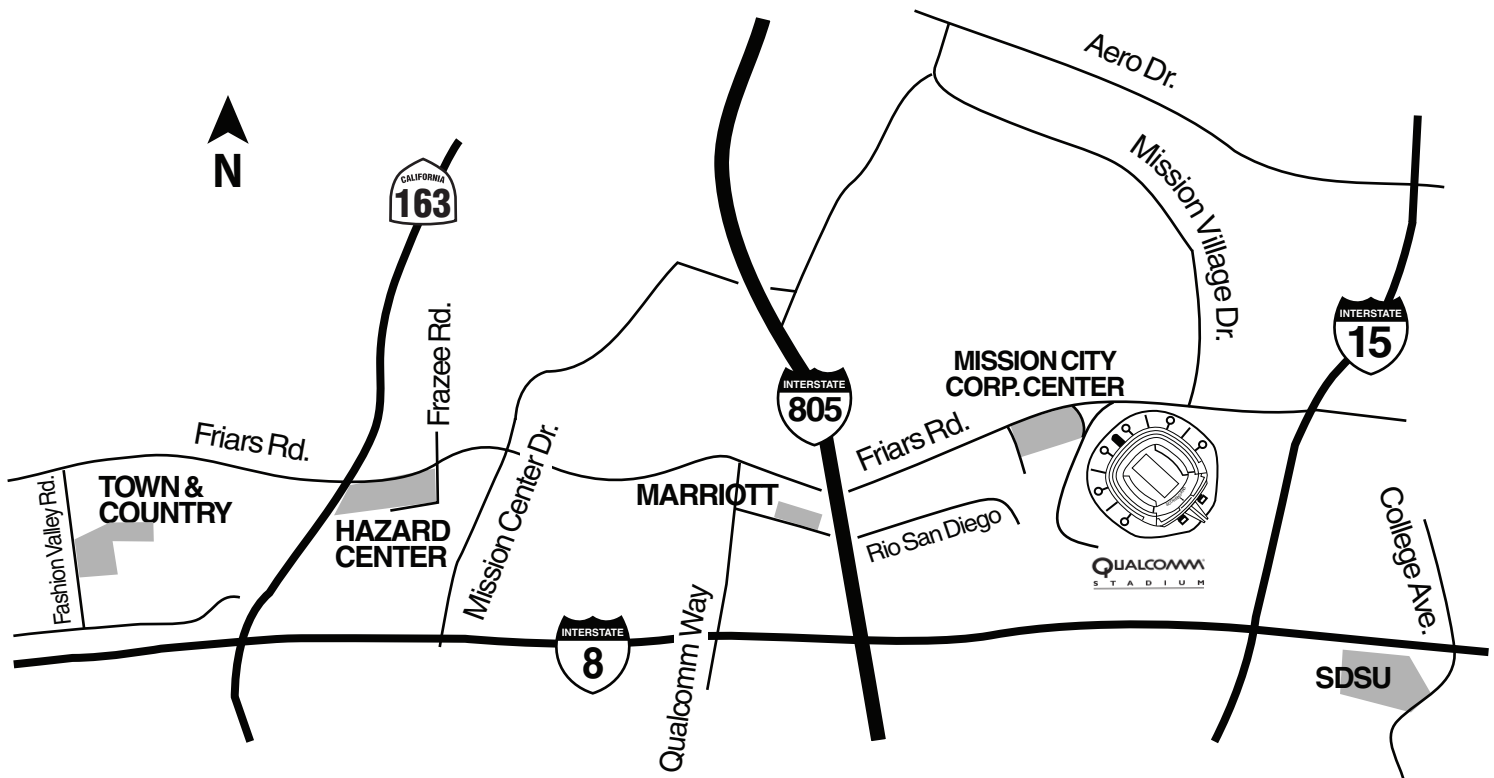 Aero Dr.
N
CALIFORNIA
163
Mission Village Dr.
Frazee Rd.
INTERSTATE
15
MISSION CITY
CORP. CENTER
INTERSTATE
805
Friars Rd.
Friars Rd.
Mission Center Dr.
TOWN &
COUNTRY
Fashion Valley Rd.
HAZARD
CENTER
MARRIOTT
Rio San Diego
QUALCOMM
STADIUM
College Ave.
Qualcomm Way
INTERSTATE
8
SDSU